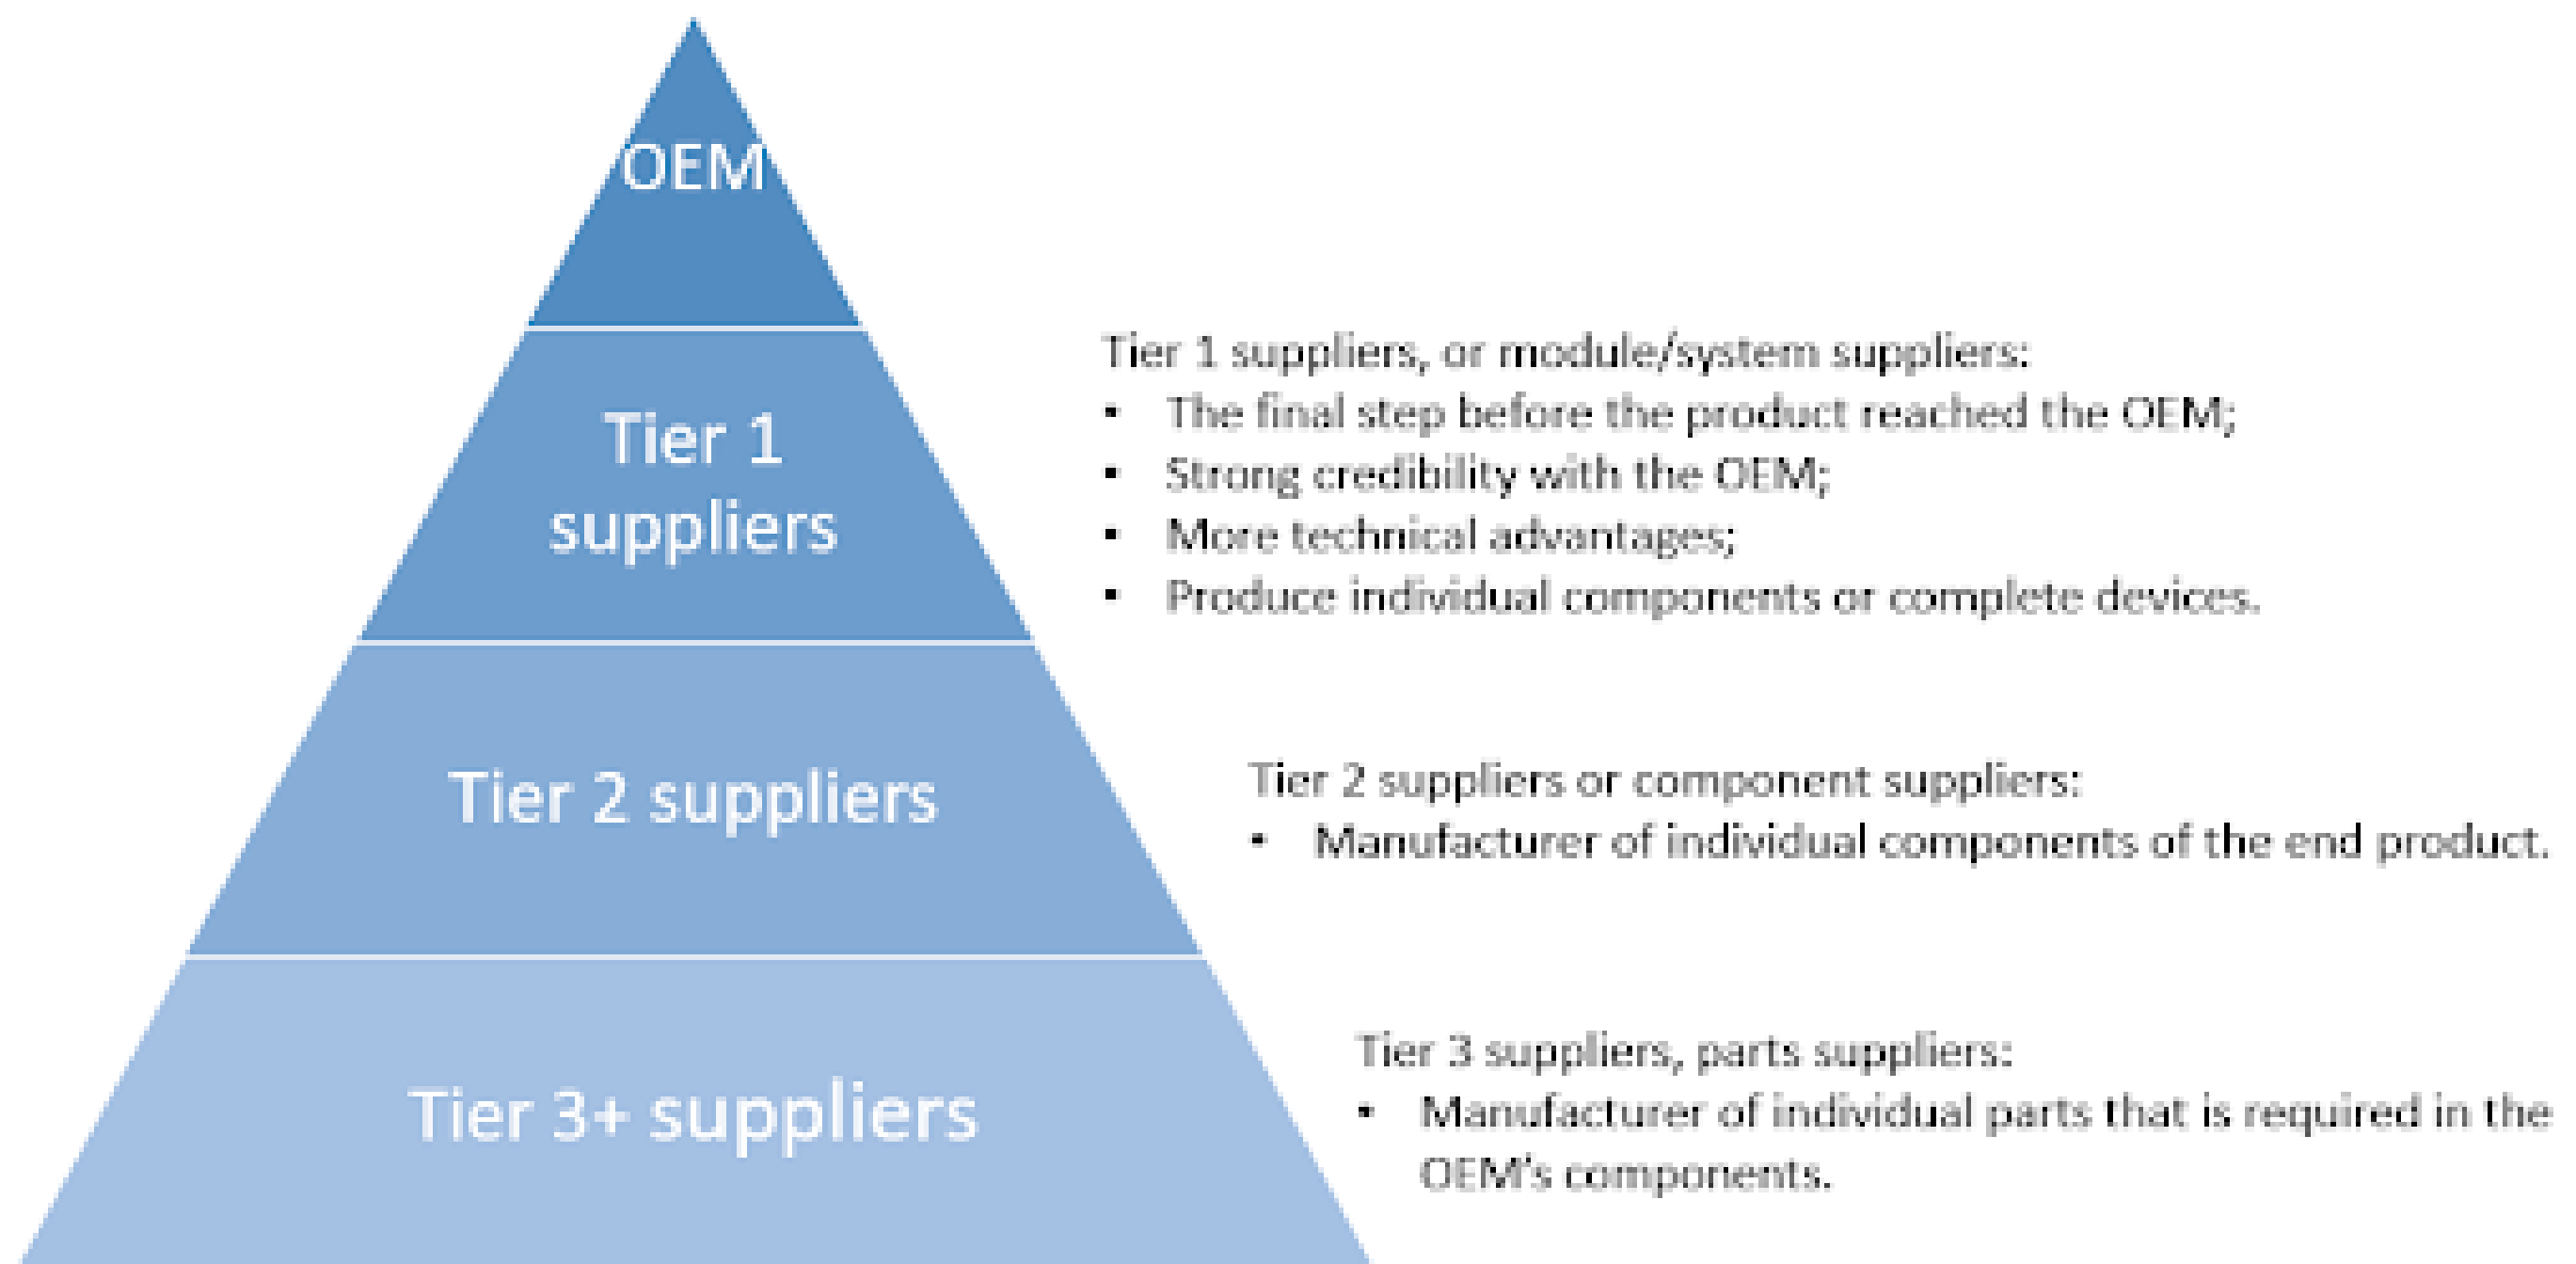 OEM
Tier 1
suppliers
Tier 1 suppliers, or module/system suppliers:
• The final step before the product reached the OEM;
• Strong credibility with the OEM;
• More technical advantages;
• Produce individual components or complete devices.
Tier 2 suppliers
Tier 2 suppliers or component suppliers:
• Manufacturer of individual components of the end product.
Tier 3+ suppliers
Tier 3 suppliers, parts suppliers:
• Manufacturer of individual parts that is required in the
OEM's components.